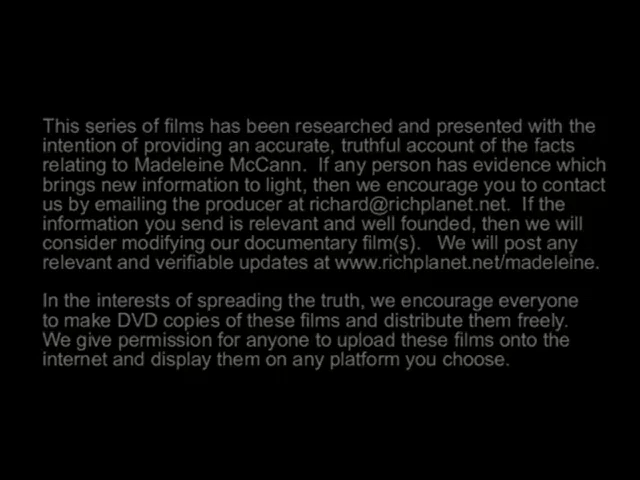 This series of films has been researched and presented with the
intention of providing an accurate, truthful account of the facts
relating to Madeleine McCann.  If any person has evidence which
brings new information to light, then we encourage you to contact
us by emailing the producer at richard@richplanet.net.  If the
information you send is relevant and well founded, then we will
consider modifying our documentary film(s).   We will post any
relevant and verifiable updates at www.richplanet.net/madeleine.
In the interests of spreading the truth, we encourage everyone
to make DVD copies of these films and distribute them freely.
We give permission for anyone to upload these films onto the
internet and display them on any platform you choose.